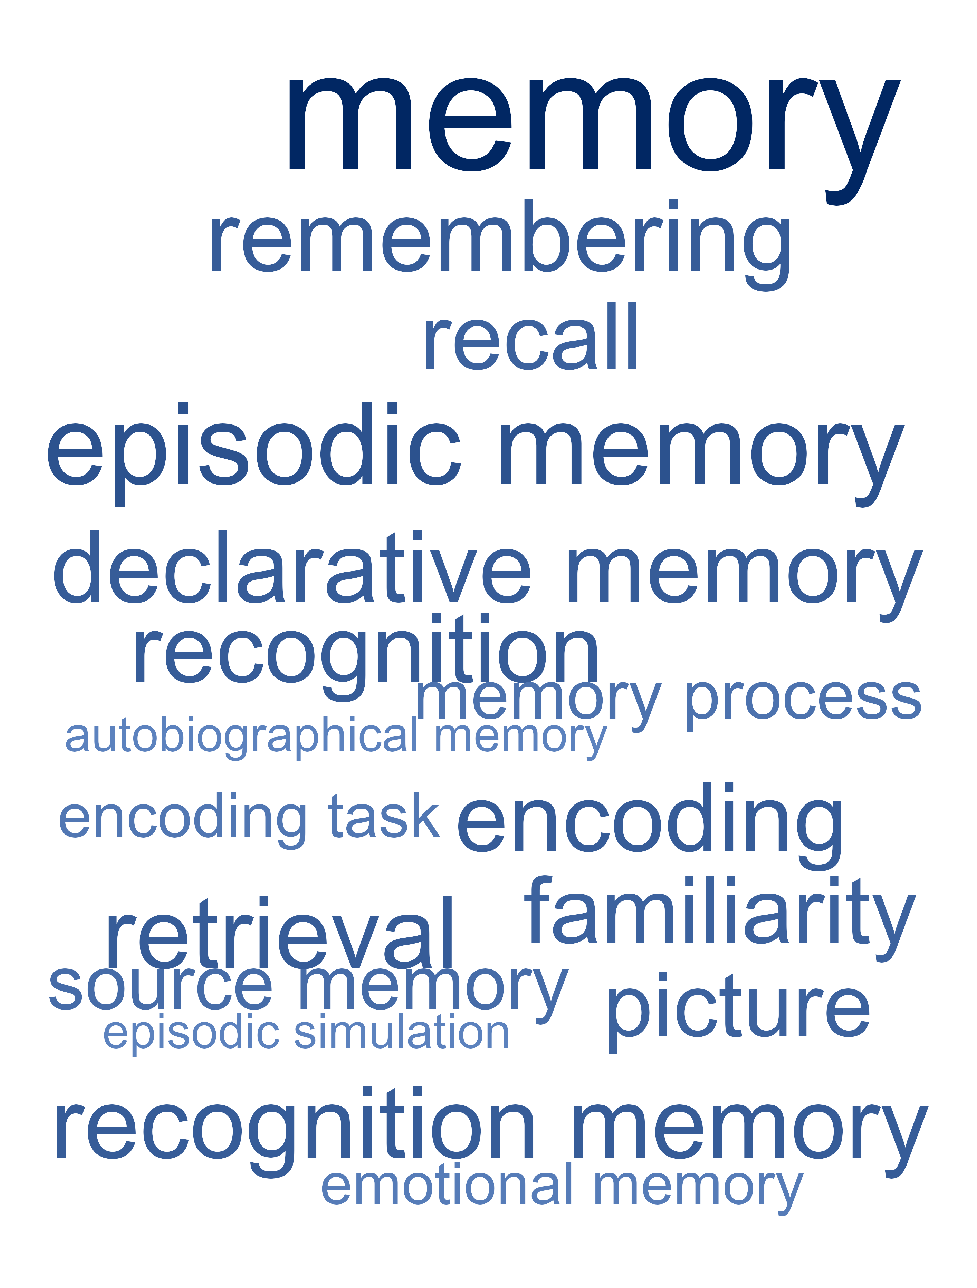 memory
remembering
recall
episodic memory
declarative memory
recognition
memory process
autobiographical memory
encoding task
encoding
familiarity
retrieval
source memory
picture
episodic simulation
recognition memory
emotional memory